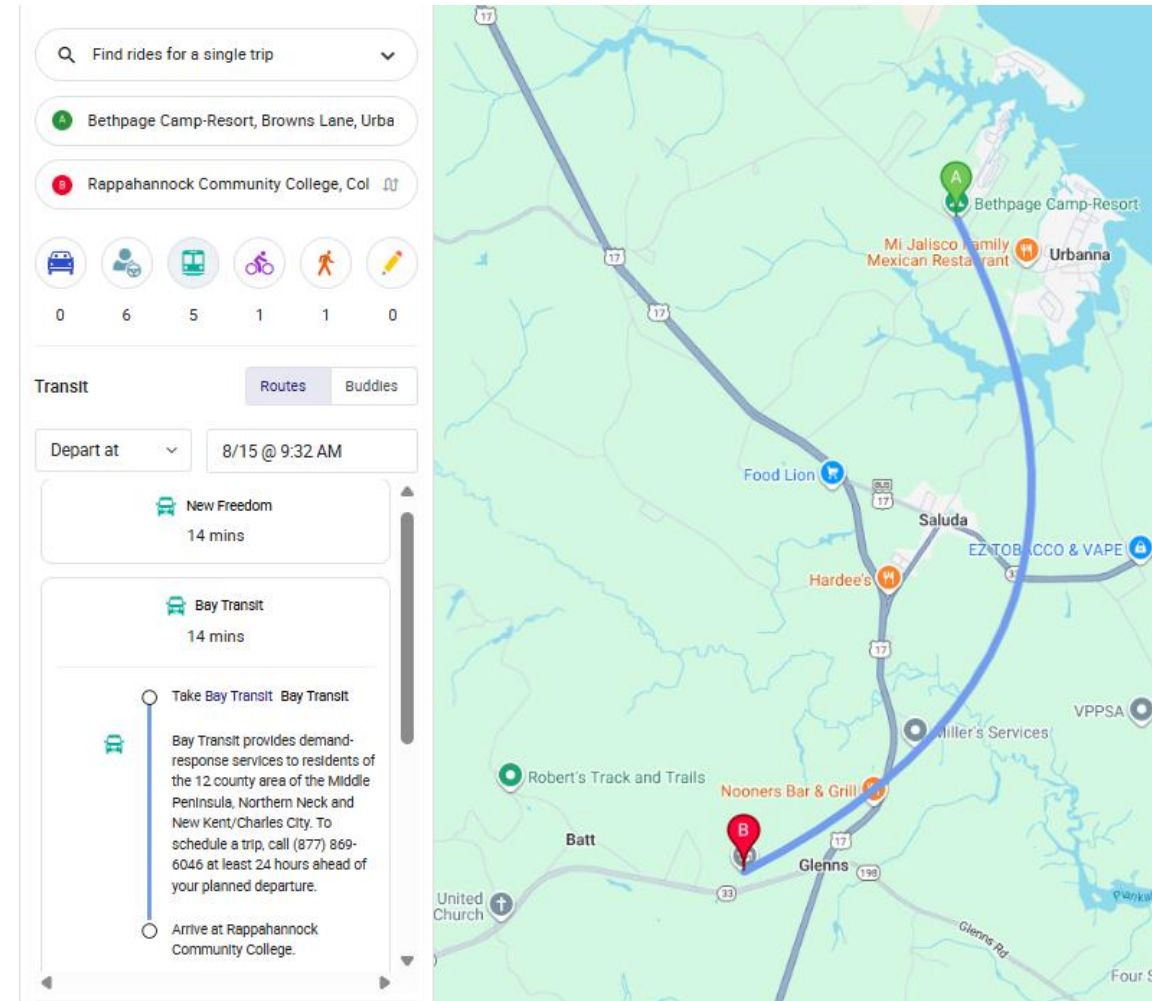 Find rides for a single trip
A
Bethpage Camp-Resort, Browns Lane, Urba
B
Rappahannock Community College, Col
0
6
5
1
1
0
Transit
Routes
Buddies
Depart at
8/15 @ 9:32 AM
New Freedom
14 mins
Bay Transit
14 mins
Take Bay Transit Bay Transit
Bay Transit provides demand-
response services to residents of
the 12 county area of the Middle
Peninsula, Northern Neck and
New Kent/Charles City. To
schedule a trip, call (877) 869-
6046 at least 24 hours ahead of
your planned departure.
Arrive at Rappahannock
Community College.
17
A
Bethpage Camp-Resort
Mi Jalisco Family
Mexican Restaurant
Urbanna
17
17
Food Lion
OLD
17
Saluda
EZ TOBACCO & VAPE
Hardee's
17
VPPSA
Miller's Services
Robert's Track and Trails
Nooners Bar & Grill
B
Batt
17
Glenns
198
33
United
Church
Glenns Rd
Four